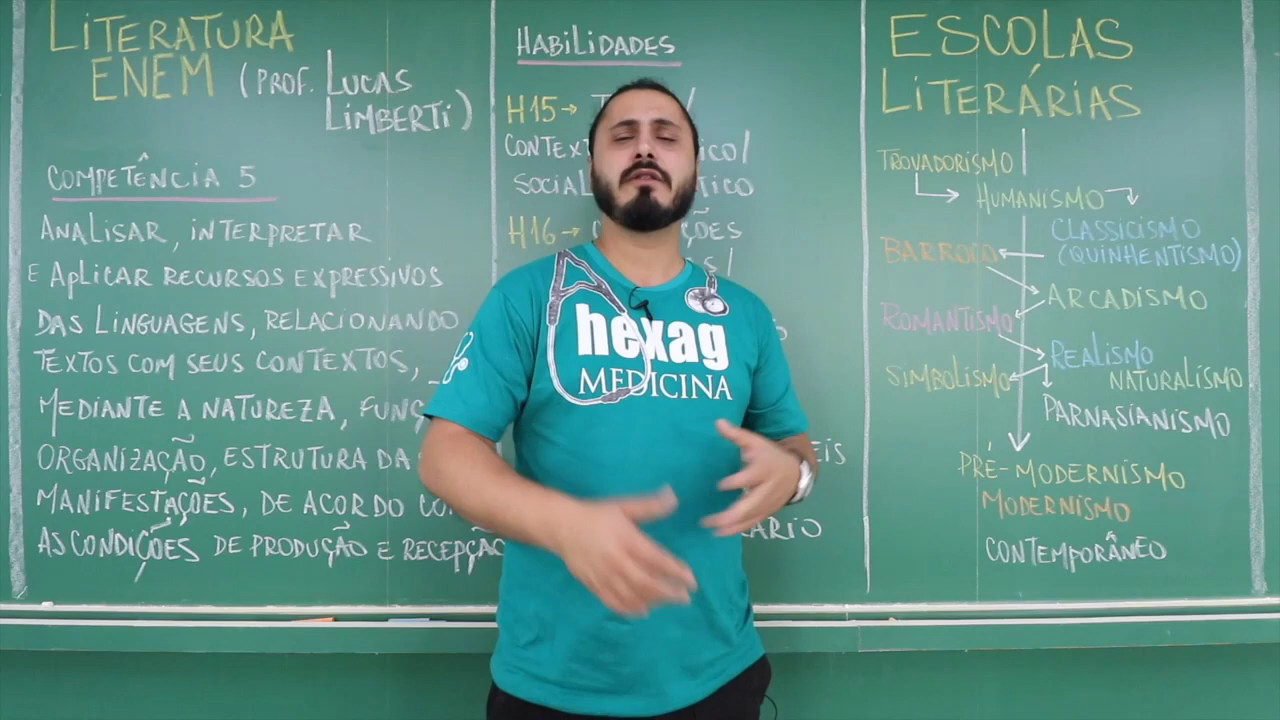 LITERATURA
ENEM (PROF. LUCAS
LIMBERTI)
COMPETÊNCIA 5
ANALISAR, INTERPRETAR
E APLICAR RECURSOS EXPRESSIVOS
DAS LINGUAGENS, RELACIONANDO
TEXTOS COM SEUS CONTEXTOS,
MEDIANTE A NATUREZA,
ORGANIZAÇÃO, ESTRUTURA DA
MANIFESTAÇÕES, DE ACORDO
AS CONDIÇÕES DE PRODUÇÃO E RECEPÇÃO
HABILIDADES
H15→
SOCIAL
H16→
hexag
MEDICINA
ESCOLAS
LITERÁRIAS
TROVADORISMO
HUMANISMO
CLASSICISMO
(QUINHENTISMO)
BARROCO
ARCADISMO
ROMANTISMO
REALISMO
NATURALISMO
SIMBOLISMO
PARNASIANISMO
PRÉ-MODERNISMO
MODERNISMO
CONTEMPORÂNEO